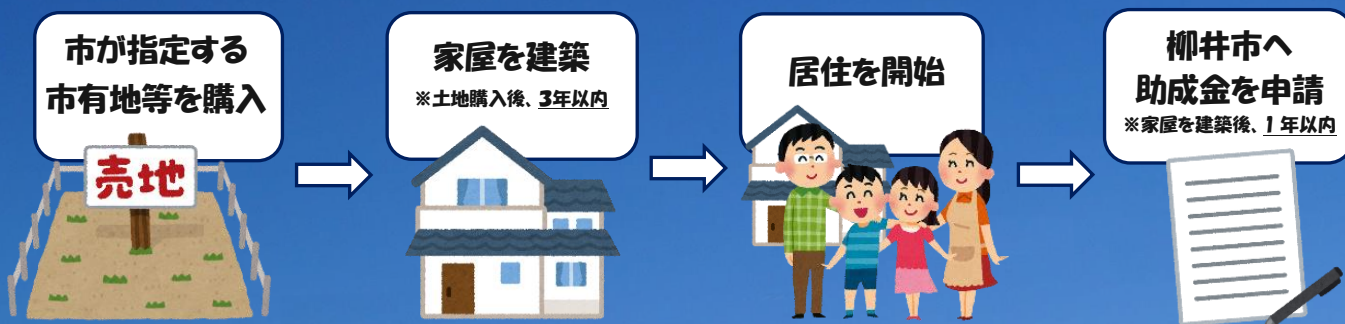 市が指定する
市有地等を購入
売地
家屋を建築
※土地購入後、3年以内
居住を開始
柳井市へ
助成金を申請
※家屋を建築後、1年以内